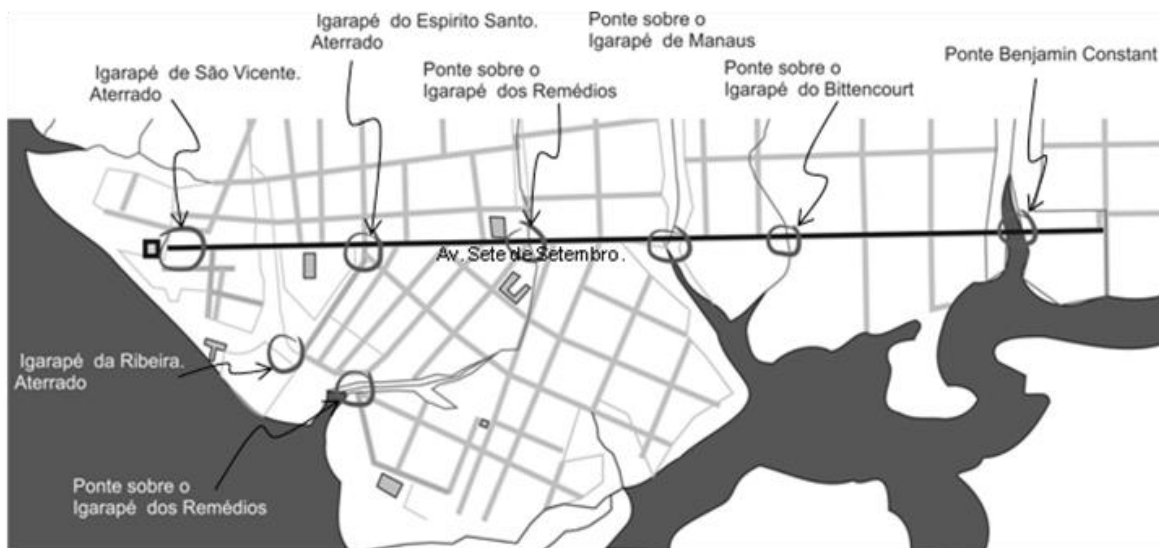 Igarapé do Espirito Santo.
Aterrado
Ponte sobre o
Igarapé de Manaus
Ponte Benjamin Constant
Igarapé de São Vicente.
Aterrado
Ponte sobre o
Igarapé dos Remédios
Ponte sobre o
Igarapé do Bittencourt
Av. Sete de Setembro.
Igarapé da Ribeira.
Aterrado
Ponte sobre o
Igarapé dos Remédios